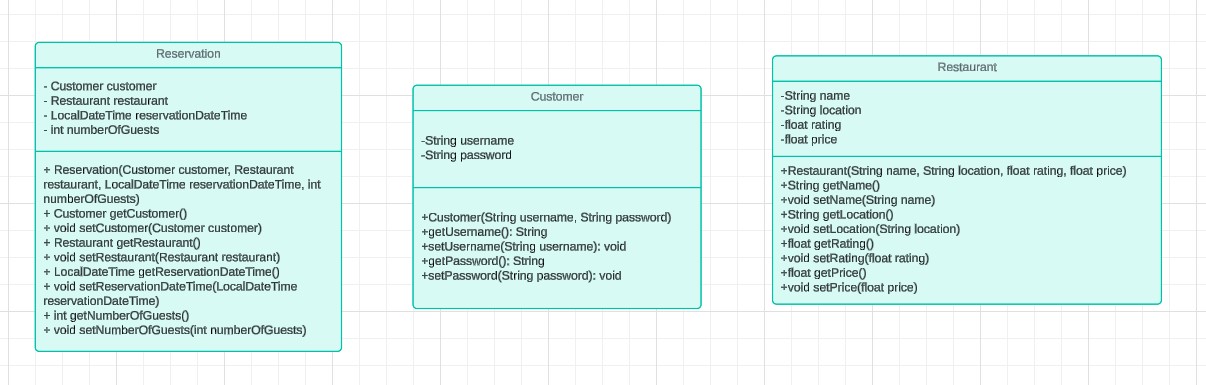 Reservation
- Customer customer
- Restaurant restaurant
- LocalDateTime reservationDateTime
- int numberOfGuests
+ Reservation(Customer customer, Restaurant
restaurant, LocalDateTime reservationDateTime, int
numberOfGuests)
+ Customer getCustomer()
+ void setCustomer(Customer customer)
+ Restaurant getRestaurant()
+ void setRestaurant(Restaurant restaurant)
+ LocalDateTime getReservationDateTime()
+ void setReservationDateTime(LocalDateTime
reservationDateTime)
+ int getNumberOfGuests()
+ void setNumberOfGuests(int numberOfGuests)
Customer
-String username
-String password
+Customer(String username, String password)
+getUsername(): String
+setUsername(String username): void
+getPassword(): String
+setPassword(String password): void
Restaurant
-String name
-String location
-float rating
-float price
+Restaurant(String name, String location, float rating, float price)
+String getName()
+void setName(String name)
+String getLocation()
+void setLocation(String location)
+float getRating()
+void setRating(float rating)
+float getPrice()
+void setPrice(float price)